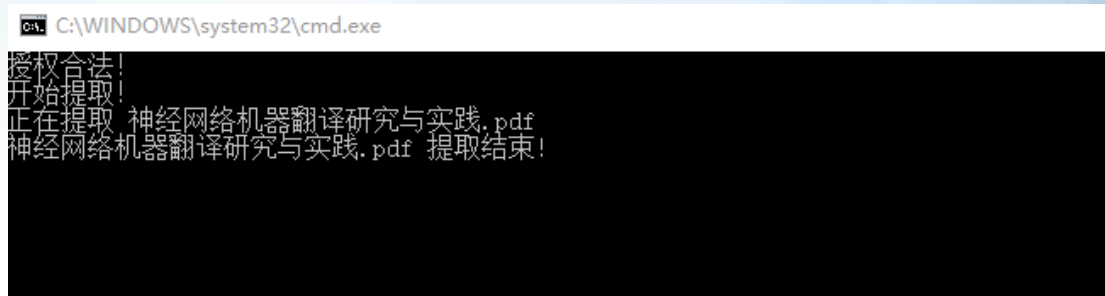 C:\WINDOWS\system32\cmd.exe
授权合法!
开始提取!
正在提取 神经网络机器翻译研究与实践.pdf
神经网络机器翻译研究与实践.pdf 提取结束!